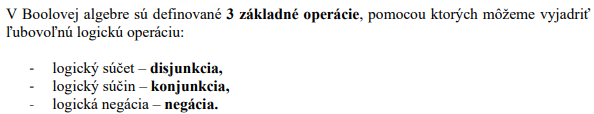 V Boolovej algebre sú definované 3 základné operácie, pomocou ktorých môžeme vyjadriť
ľubovoľnú logickú operáciu:
- logický súčet – disjunkcia,
- logický súčin – konjunkcia,
- logická negácia – negácia.